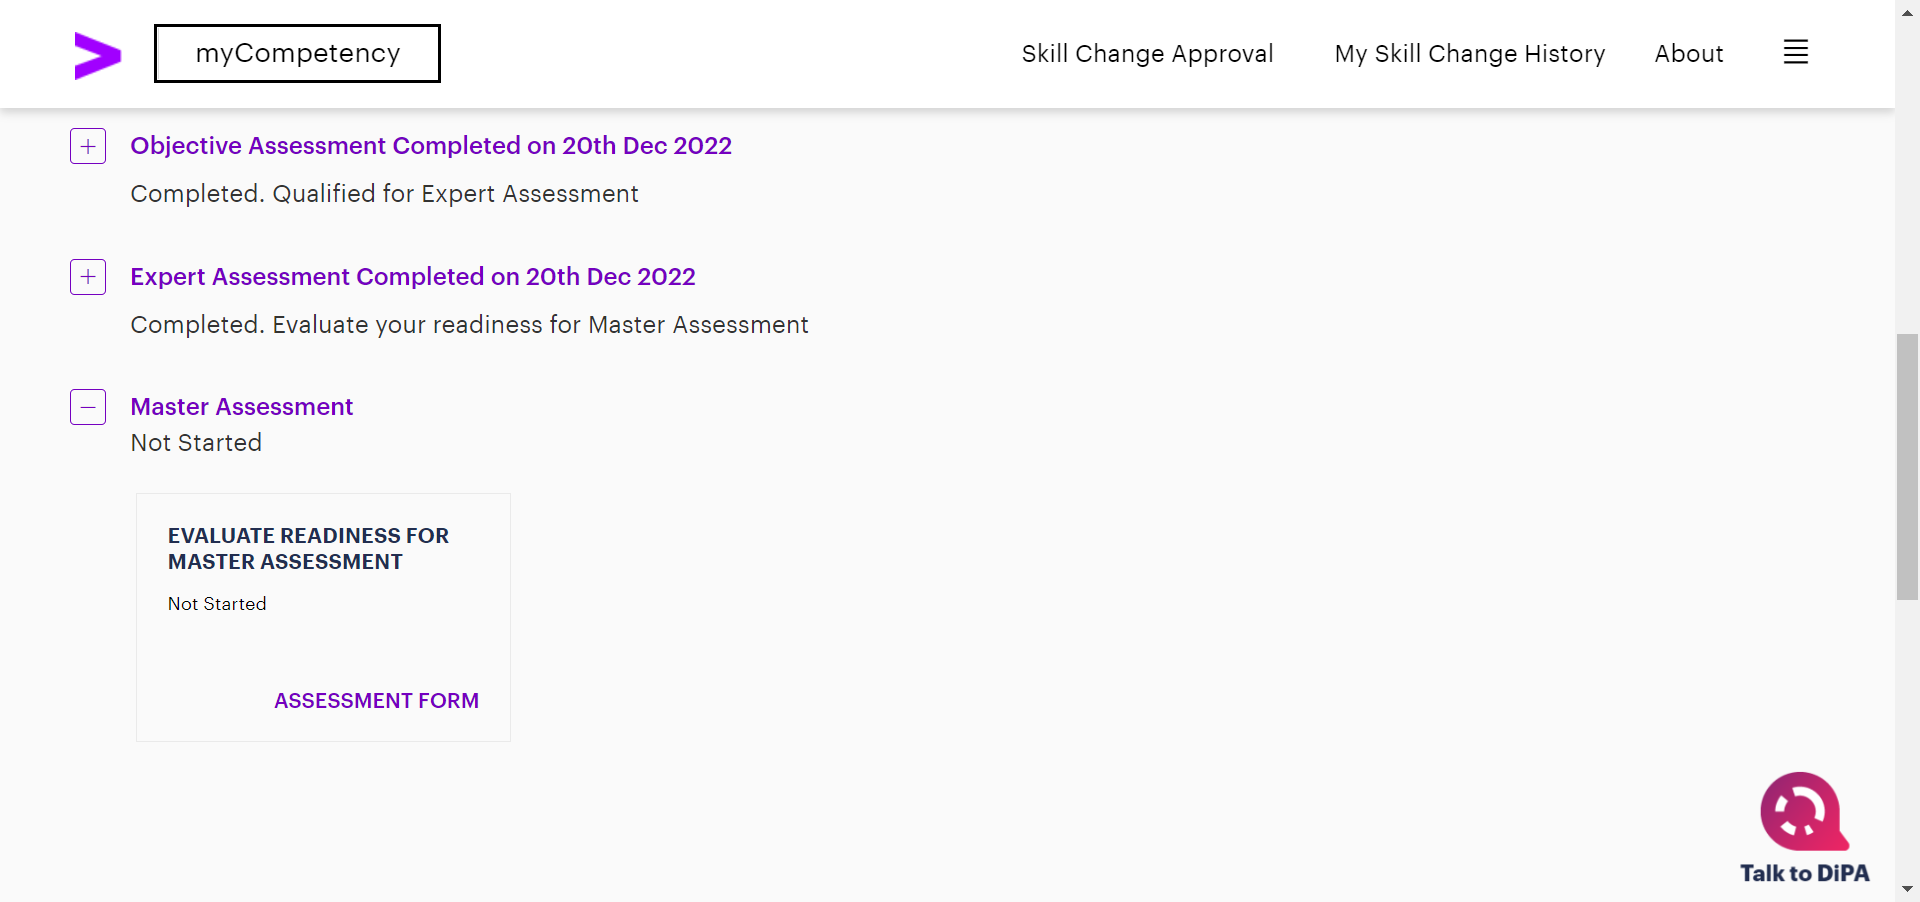 myCompetency
Skill Change Approval
My Skill Change History
About
Objective Assessment Completed on 20th Dec 2022
Completed. Qualified for Expert Assessment
Expert Assessment Completed on 20th Dec 2022
Completed. Evaluate your readiness for Master Assessment
Master Assessment
Not Started
EVALUATE READINESS FOR
MASTER ASSESSMENT
Not Started
ASSESSMENT FORM
Talk to DiPA